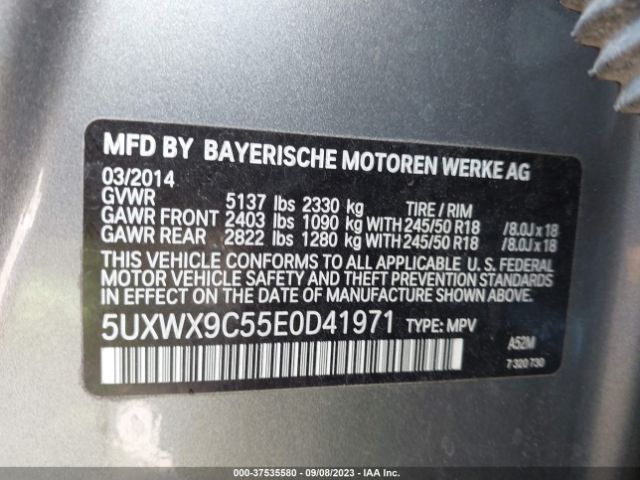 MFD BY BAYERISCHE MOTOREN WERKE AG
03/2014
GVWR 5137 lbs 2330 kg TIRE / RIM
GAWR FRONT 2403 lbs 1090 kg WITH 245/50 R18 /8.0J x 18
GAWR REAR 2822 lbs 1280 kg WITH 245/50 R18 /8.0J x 18
THIS VEHICLE CONFORMS TO ALL APPLICABLE U.S. FEDERAL
MOTOR VEHICLE SAFETY AND THEFT PREVENTION STANDARDS
IN EFFECT ON THE DATE OF MANUFACTURE SHOWN ABOVE.
5UXWX9C55E0D41971 TYPE: MPV
A52M
7 320 730
000-37535580 - 09/08/2023 - IAA Inc.